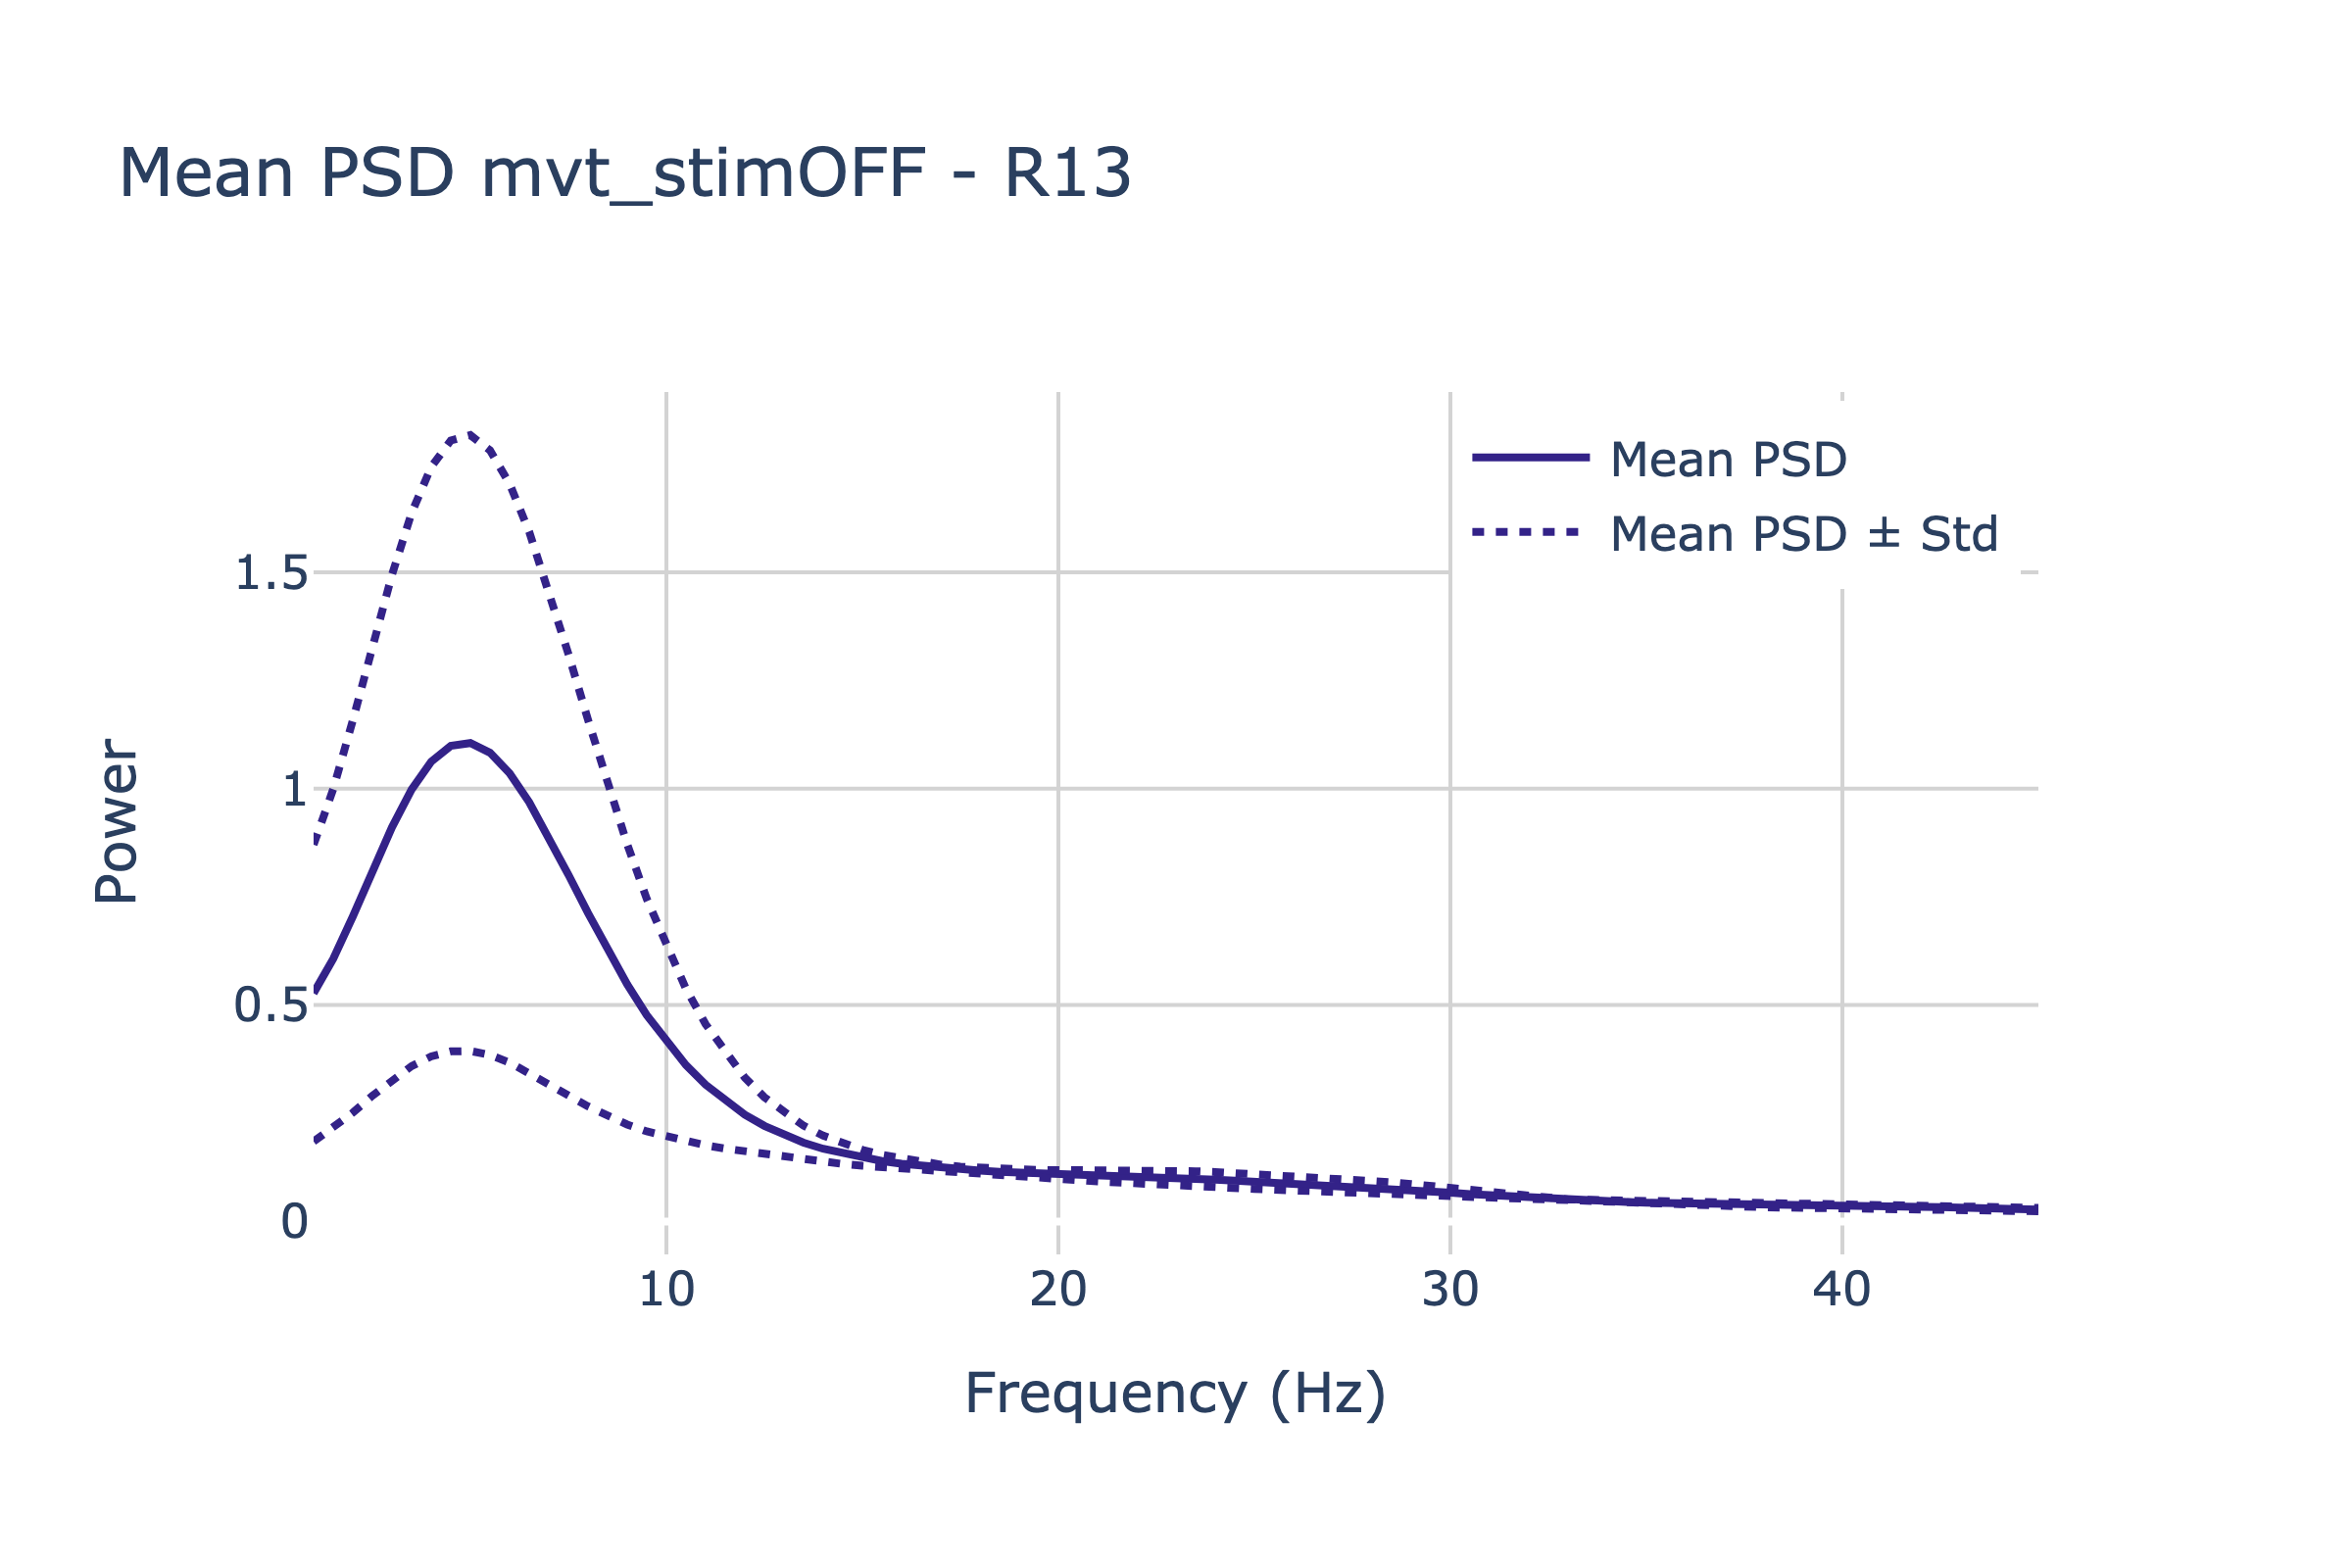 Mean PSD mvt_stimOFF - R13
Mean PSD
Mean PSD ± Std
1.5
1
0.5
0
Power
10 20 30 40
Frequency (Hz)